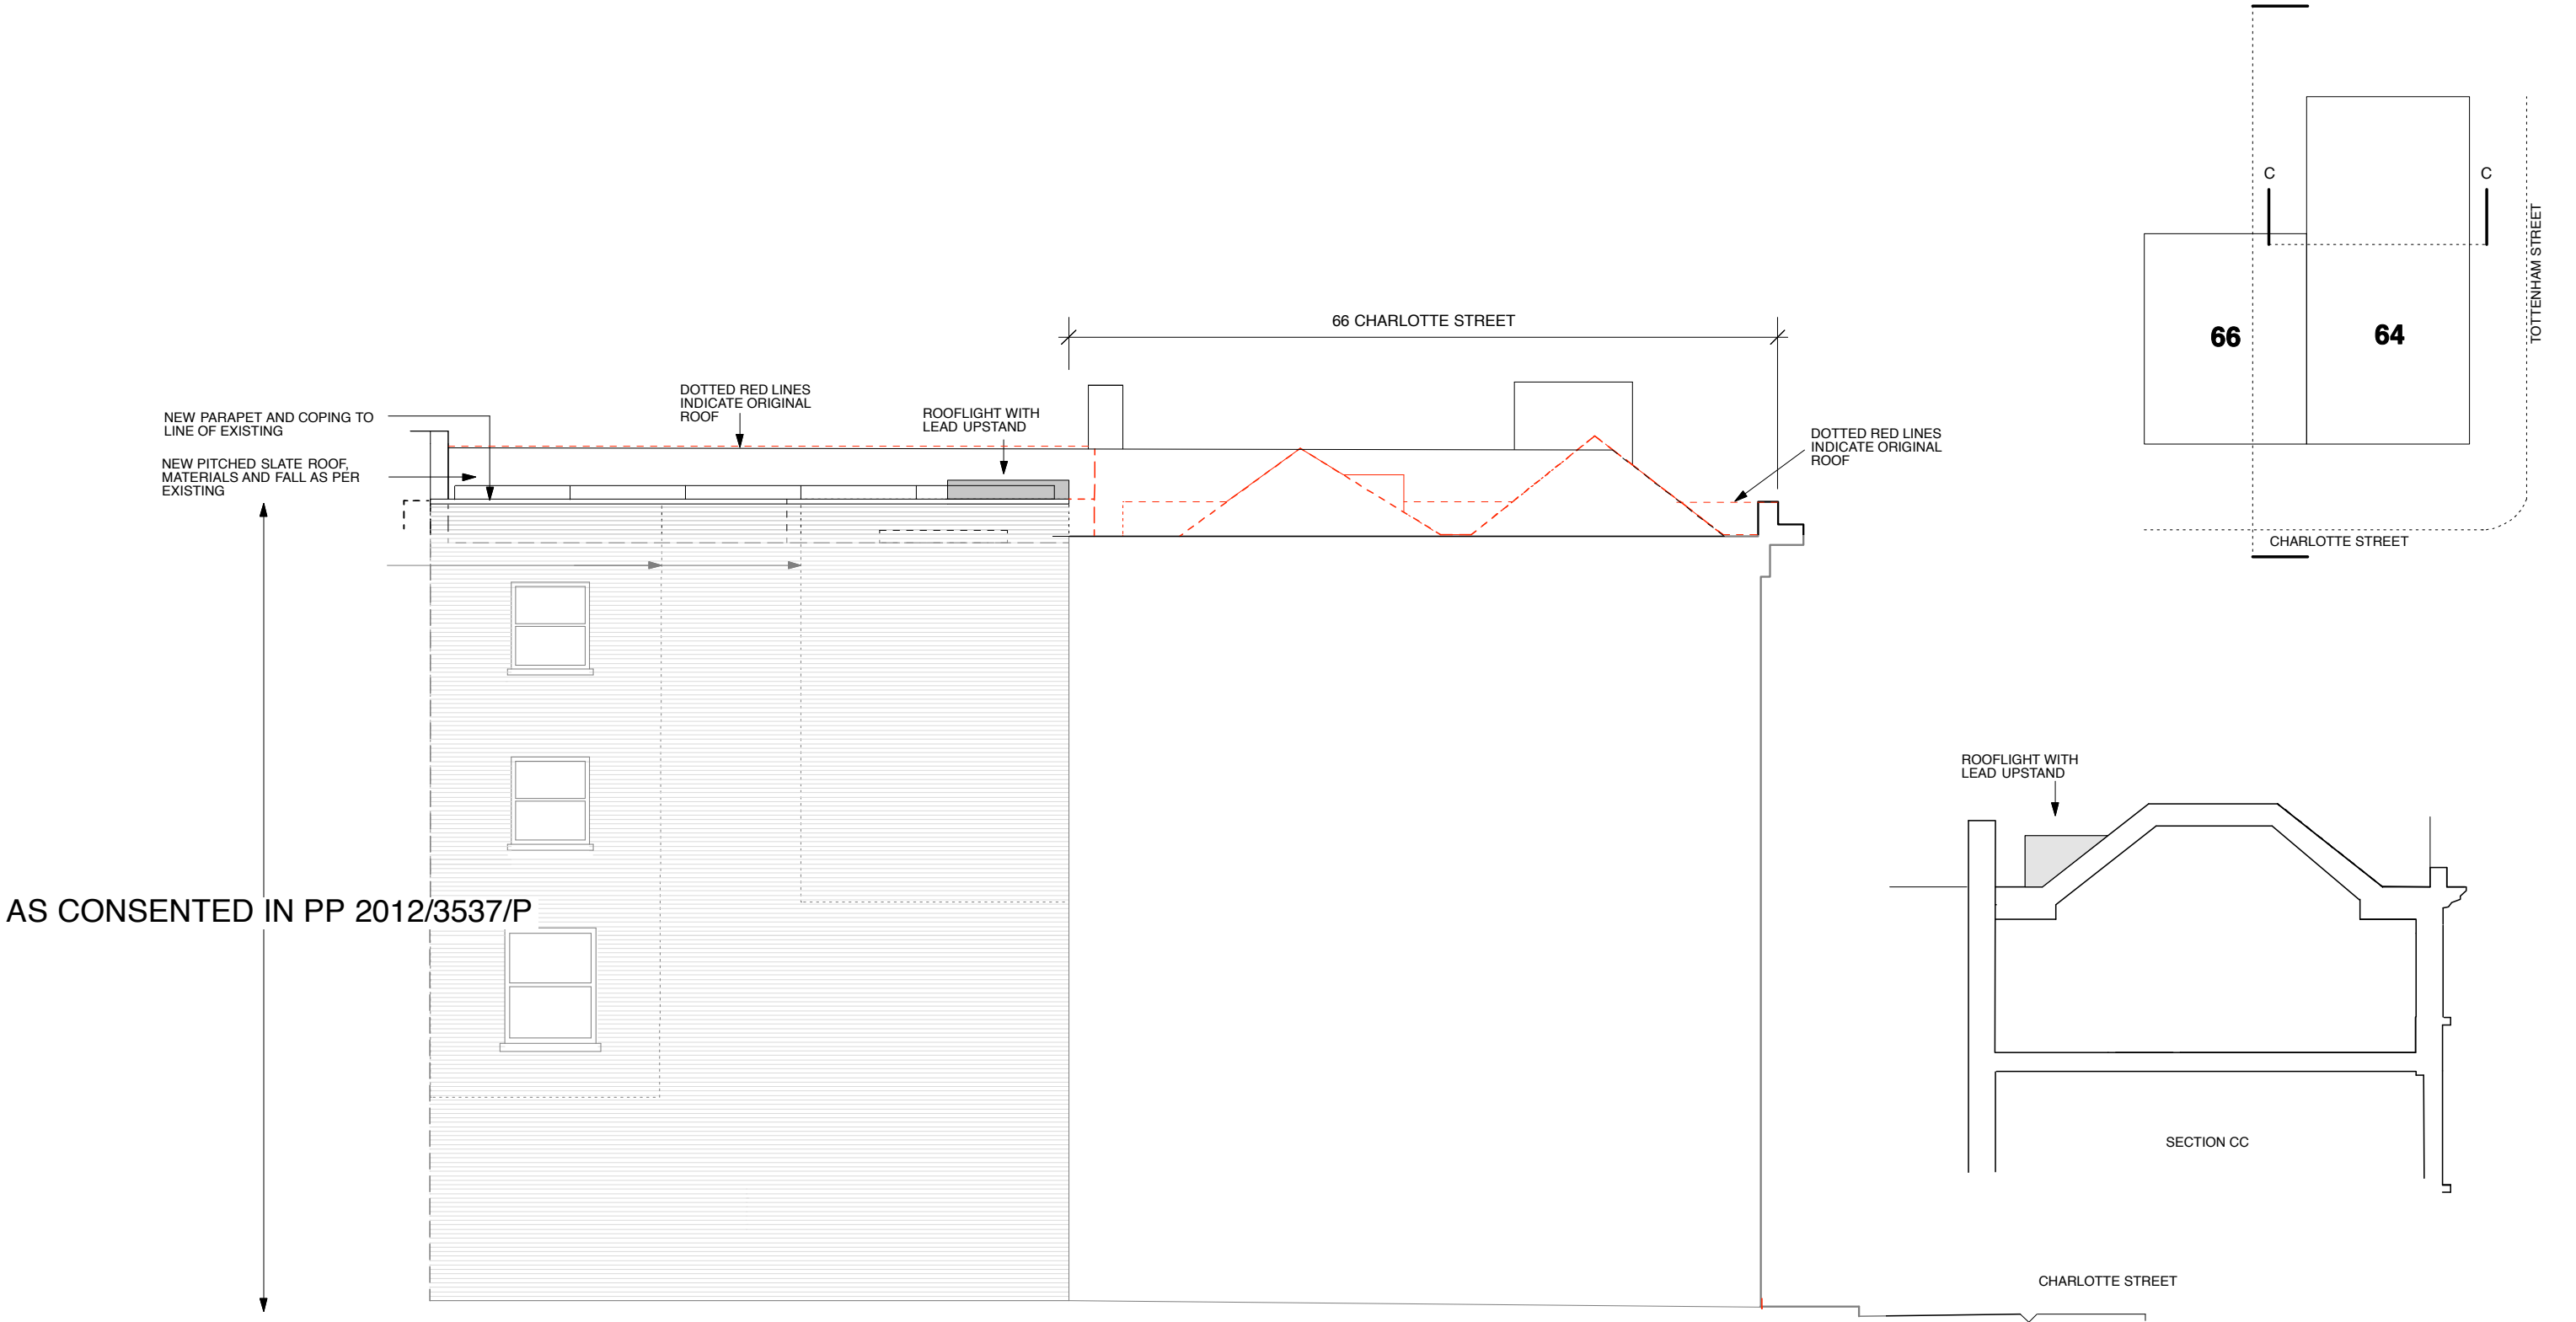 C
C
TOTTENHAM STREET
66
64
CHARLOTTE STREET
66 CHARLOTTE STREET
DOTTED RED LINES
INDICATE ORIGINAL
ROOF
ROOFLIGHT WITH
LEAD UPSTAND
NEW PARAPET AND COPING TO
LINE OF EXISTING
NEW PITCHED SLATE ROOF,
MATERIALS AND FALL AS PER
EXISTING
DOTTED RED LINES
INDICATE ORIGINAL
ROOF
ROOFLIGHT WITH
LEAD UPSTAND
AS CONSENTED IN PP 2012/3537/P
SECTION CC
CHARLOTTE STREET